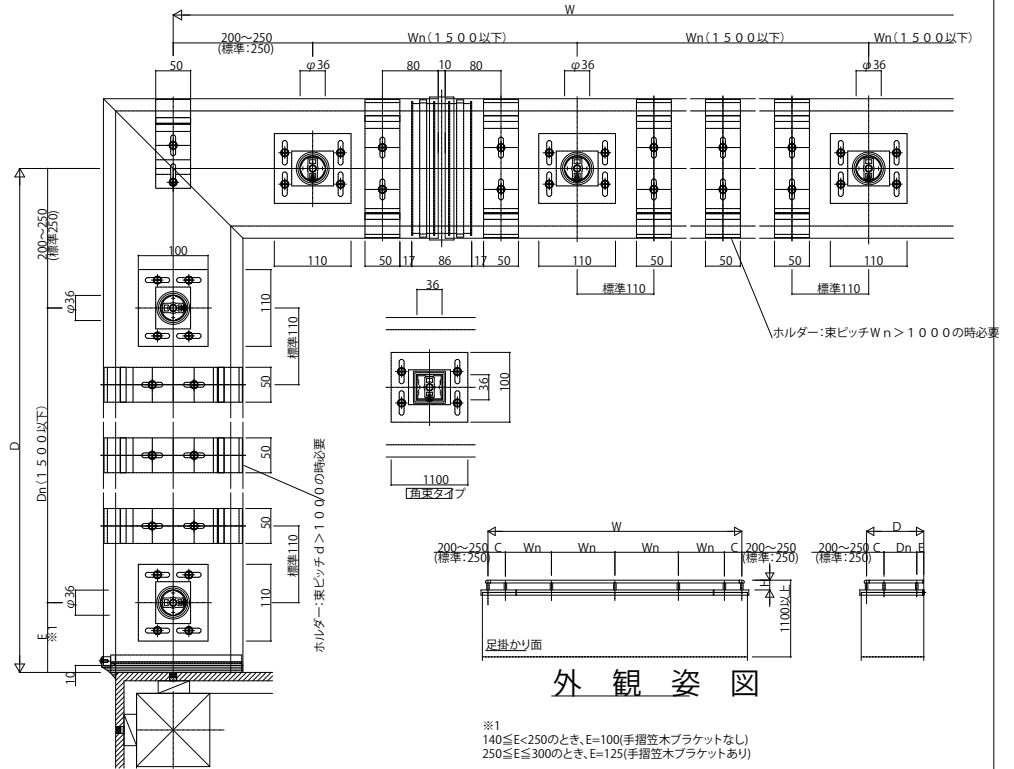 W
200～250
(標準:250)
Wn(１５００以下)
Wn(１５００以下)
Wn(１５００以下)
50
φ36
80
10
80
φ36
φ36
200～250
(標準250)
100
110
50
17
86
17
50
110
50
50
50
110
標準110
標準110
ホルダー:束ピッチＷｎ＞１０００の時必要
φ36
110
標準110
50
36
36
100
1100
角束タイプ
D
Dn(１５００以下)
50
ホルダー:束ピッチｄ＞１０００の時必要
50
標準110
φ36
110
E
※1
10
W
200～250
(標準:250)
C
Wn
Wn
Wn
Wn
C
200～250
(標準:250)
1100以上
足掛かり面
D
200～250
(標準:250)
C
Dn
E
外観姿図
※1
140≦E<250のとき、E=100(手摺笠木ブラケットなし)
250≦E≦300のとき、E=125(手摺笠木ブラケットあり)